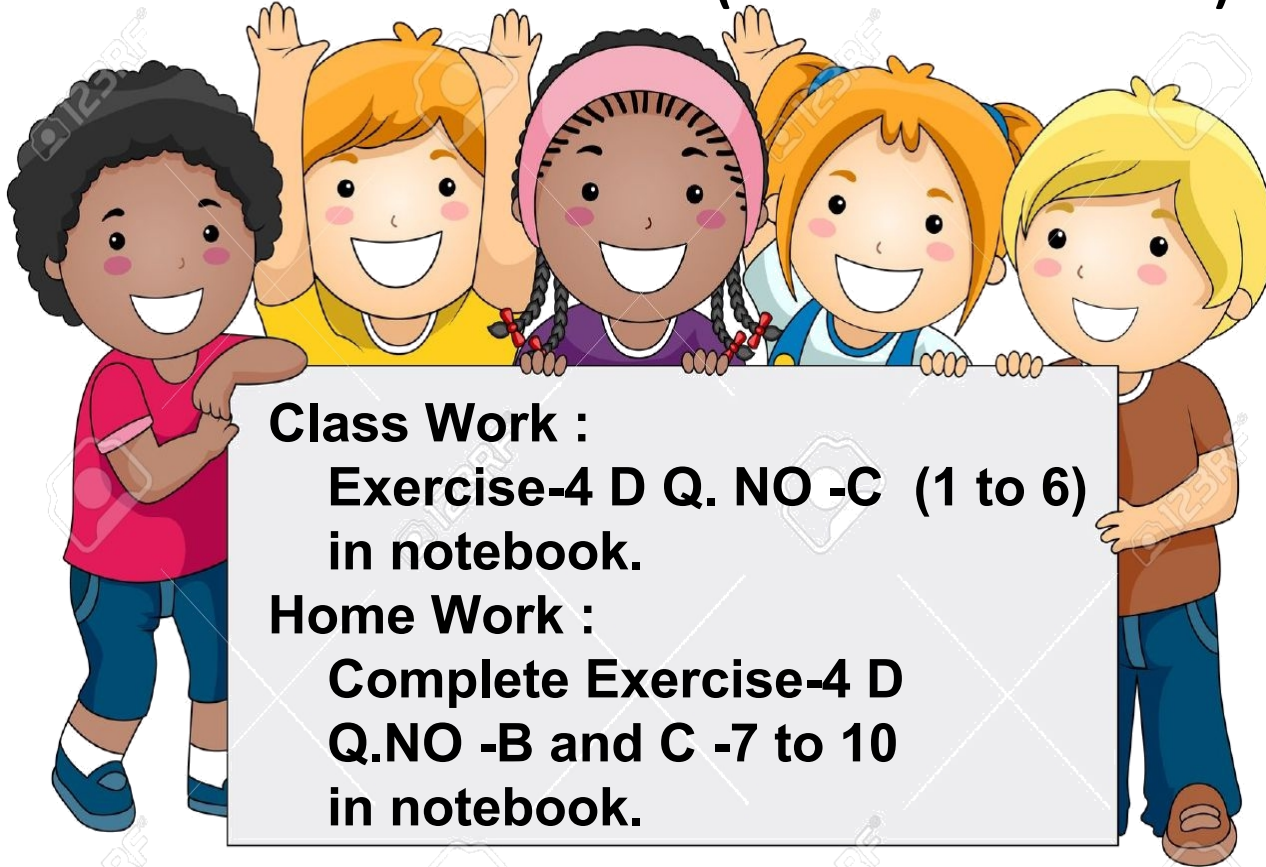 Class Work :
Exercise-4 D Q. NO -C (1 to 6)
in notebook.
Home Work :
Complete Exercise-4 D
Q.NO -B and C -7 to 10
in notebook.
123RF